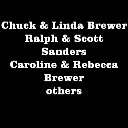 Chuck & Linda Brewer
Ralph & Scott
Sanders
Caroline & Rebecca
Brewer
others